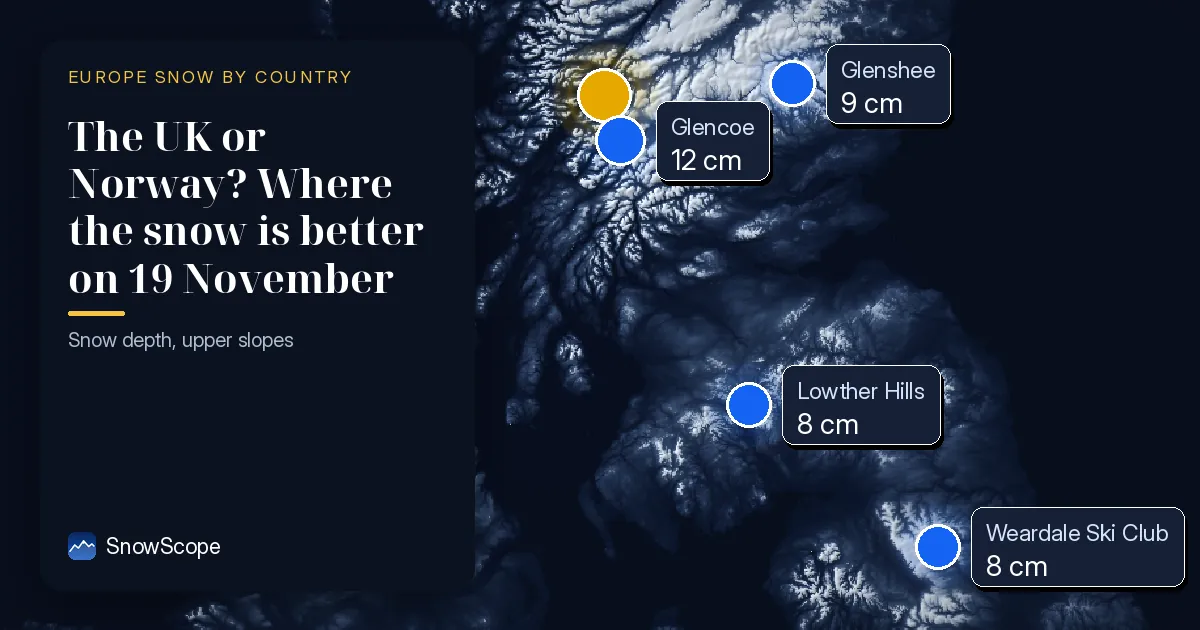 EUROPE SNOW BY COUNTRY
The UK or
Norway? Where
the snow is better
on 19 November
Snow depth, upper slopes
SnowScope
Glenshee
9 cm
Glencoe
12 cm
Lowther Hills
8 cm
Weardale Ski Club
8 cm